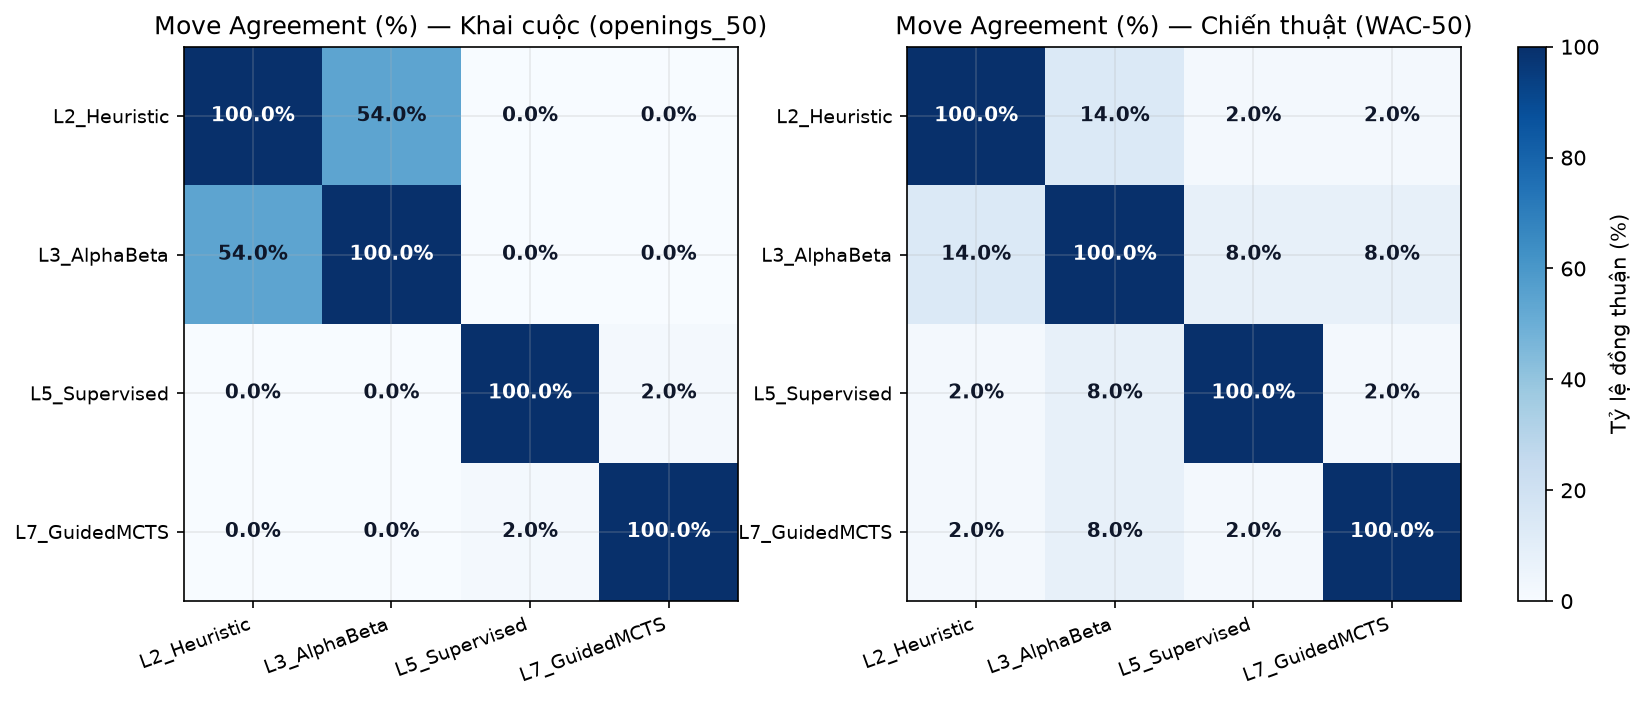 Move Agreement (%) — Khai cuộc (openings_50)
L2_Heuristic 100.0% 54.0% 0.0% 0.0%
L3_AlphaBeta 54.0% 100.0% 0.0% 0.0%
L5_Supervised 0.0% 0.0% 100.0% 2.0%
L7_GuidedMCTS 0.0% 0.0% 2.0% 100.0%
L2_Heuristic L3_AlphaBeta L5_Supervised L7_GuidedMCTS
Move Agreement (%) — Chiến thuật (WAC-50)
L2_Heuristic 100.0% 14.0% 2.0% 2.0%
L3_AlphaBeta 14.0% 100.0% 8.0% 8.0%
L5_Supervised 2.0% 8.0% 100.0% 2.0%
L7_GuidedMCTS 2.0% 8.0% 2.0% 100.0%
L2_Heuristic L3_AlphaBeta L5_Supervised L7_GuidedMCTS
100
80
60
40
20
0
Tỷ lệ đồng thuận (%)